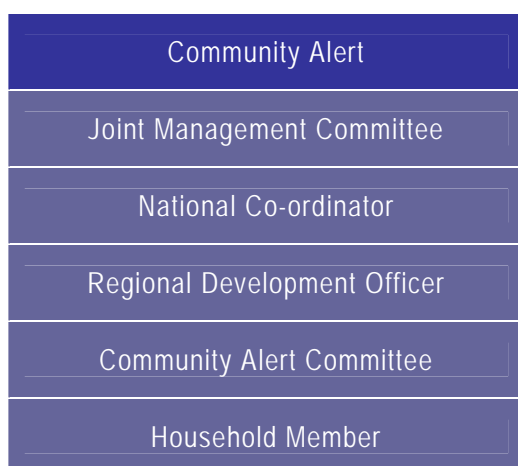 Community Alert
Joint Management Committee
National Co-ordinator
Regional Development Officer
Community Alert Committee
Household Member